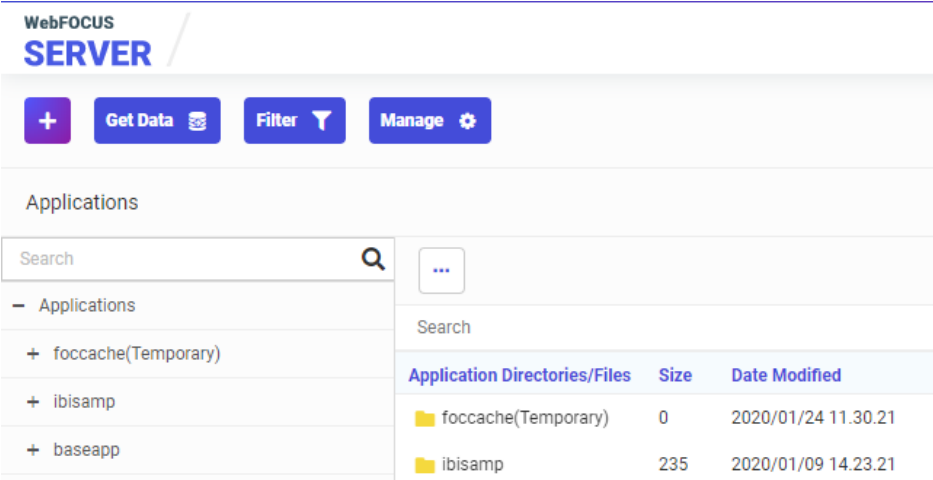 WebFOCUS
SERVER
+ Get Data Filter Manage
Applications
Search
− Applications
+ foccache(Temporary)
+ ibisamp
+ baseapp
...
Search
Application Directories/Files Size Date Modified
foccache(Temporary) 0 2020/01/24 11.30.21
ibisamp 235 2020/01/09 14.23.21